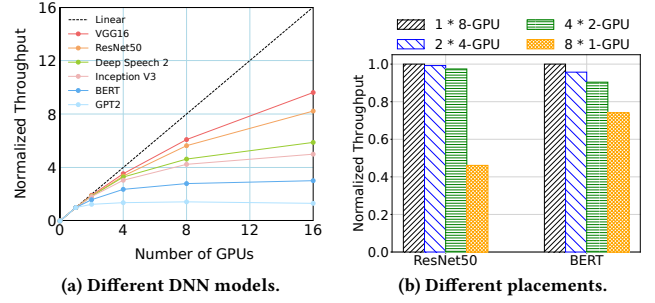 16
12
8
4
0
Normalized Throughput
Linear
VGG16
ResNet50
Deep Speech 2
Inception V3
BERT
GPT2
0
4
8
12
16
Number of GPUs
(a) Different DNN models.
1 * 8-GPU
4 * 2-GPU
2 * 4-GPU
8 * 1-GPU
1.0
0.8
0.6
0.4
0.2
0.0
Normalized Throughput
ResNet50
BERT
(b) Different placements.